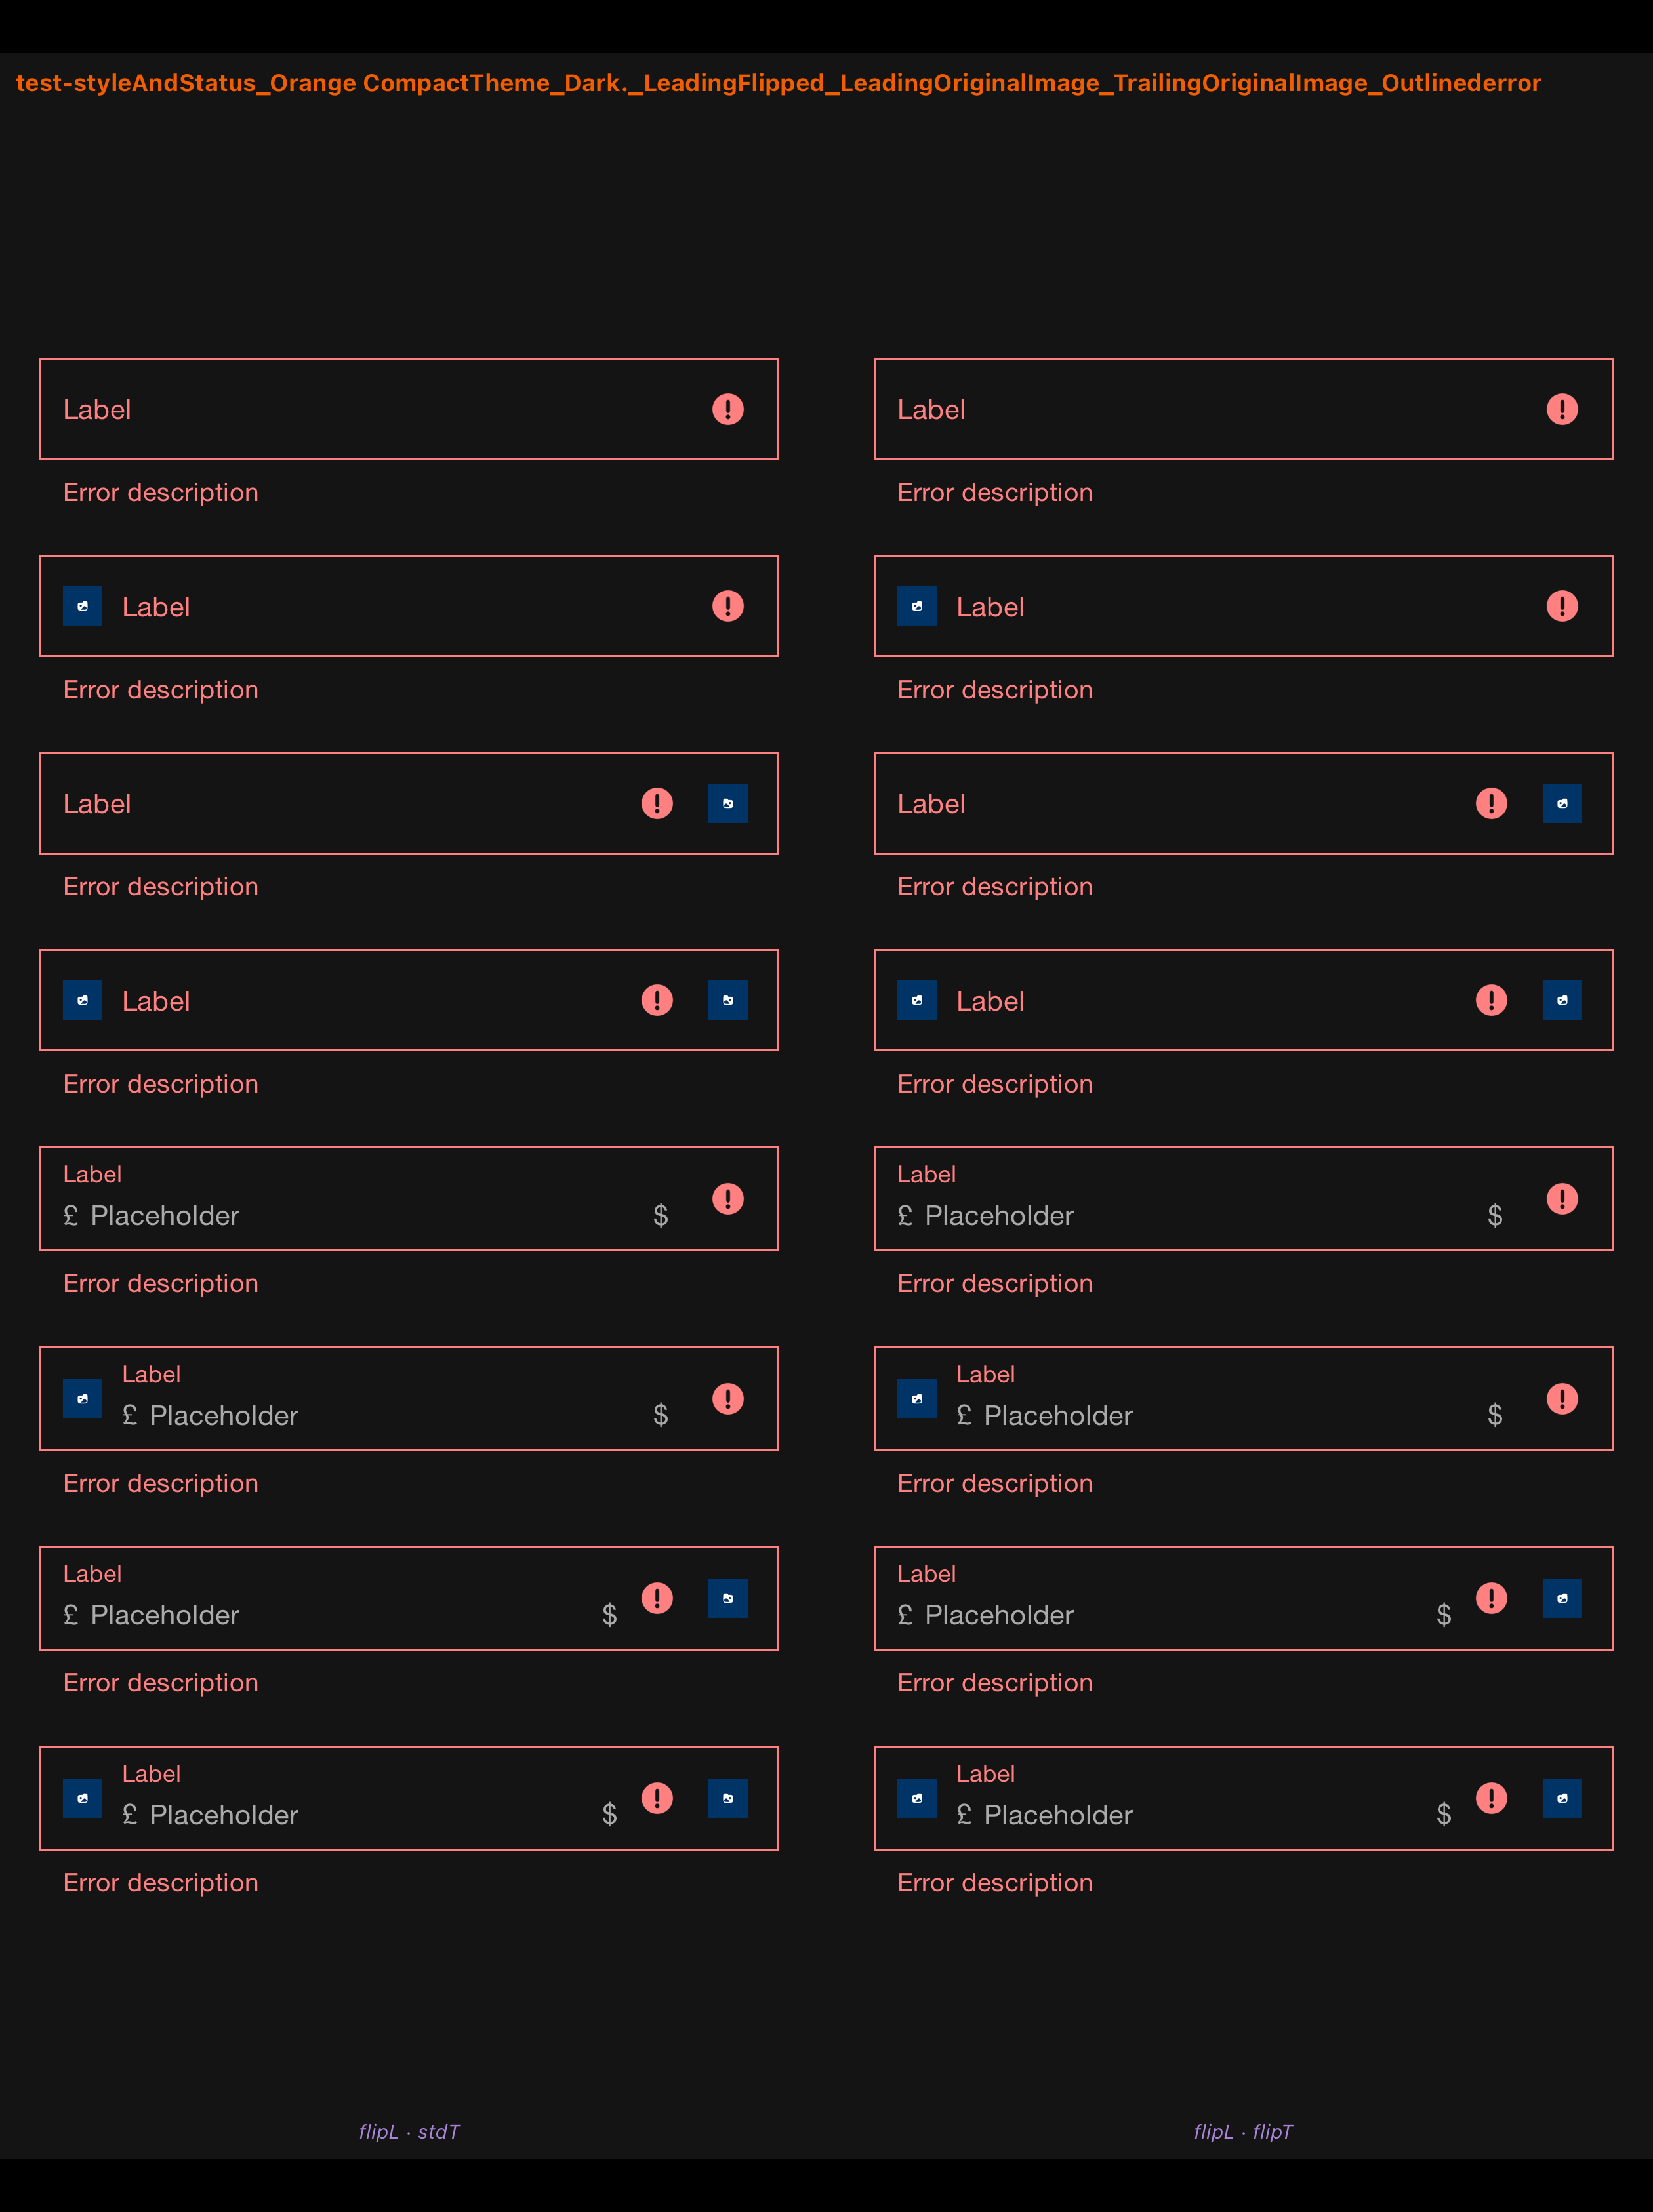 test-styleAndStatus_Orange CompactTheme_Dark._LeadingFlipped_LeadingOriginalImage_TrailingOriginalImage_Outlinederror
Label
Error description
Label
Error description
Label
Error description
Label
Error description
Label
£ Placeholder $
Error description
Label
£ Placeholder $
Error description
Label
£ Placeholder $
Error description
Label
£ Placeholder $
Error description
flipL · stdT
Label
Error description
Label
Error description
Label
Error description
Label
Error description
Label
£ Placeholder $
Error description
Label
£ Placeholder $
Error description
Label
£ Placeholder $
Error description
Label
£ Placeholder $
Error description
flipL · flipT